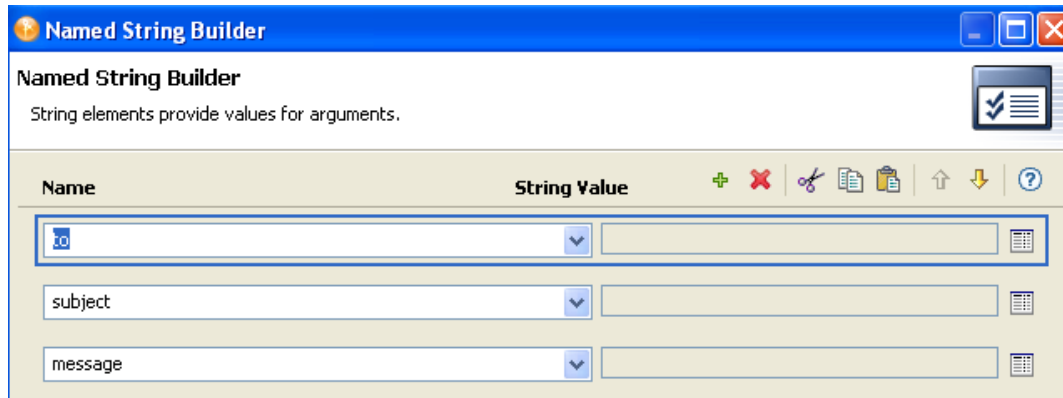 Named String Builder
Named String Builder
String elements provide values for arguments.
Name String Value
to
subject
message